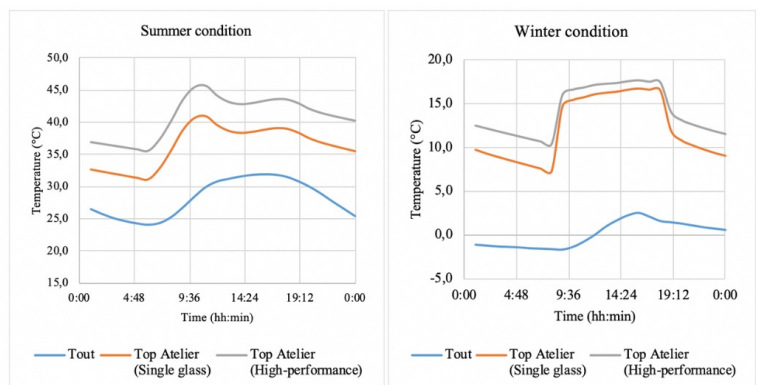 Summer condition
50,0
45,0
40,0
35,0
30,0
25,0
20,0
15,0
Temperature (°C)
0:00 4:48 9:36 14:24 19:12 0:00
Time (hh:min)
Tout Top Atelier (Single glass) Top Atelier (High-performance)
Winter condition
20,0
15,0
10,0
5,0
0,0
-5,0
Temperature (°C)
0:00 4:48 9:36 14:24 19:12 0:00
Time (hh:min)
Tout Top Atelier (Single glass) Top Atelier (High-performance)